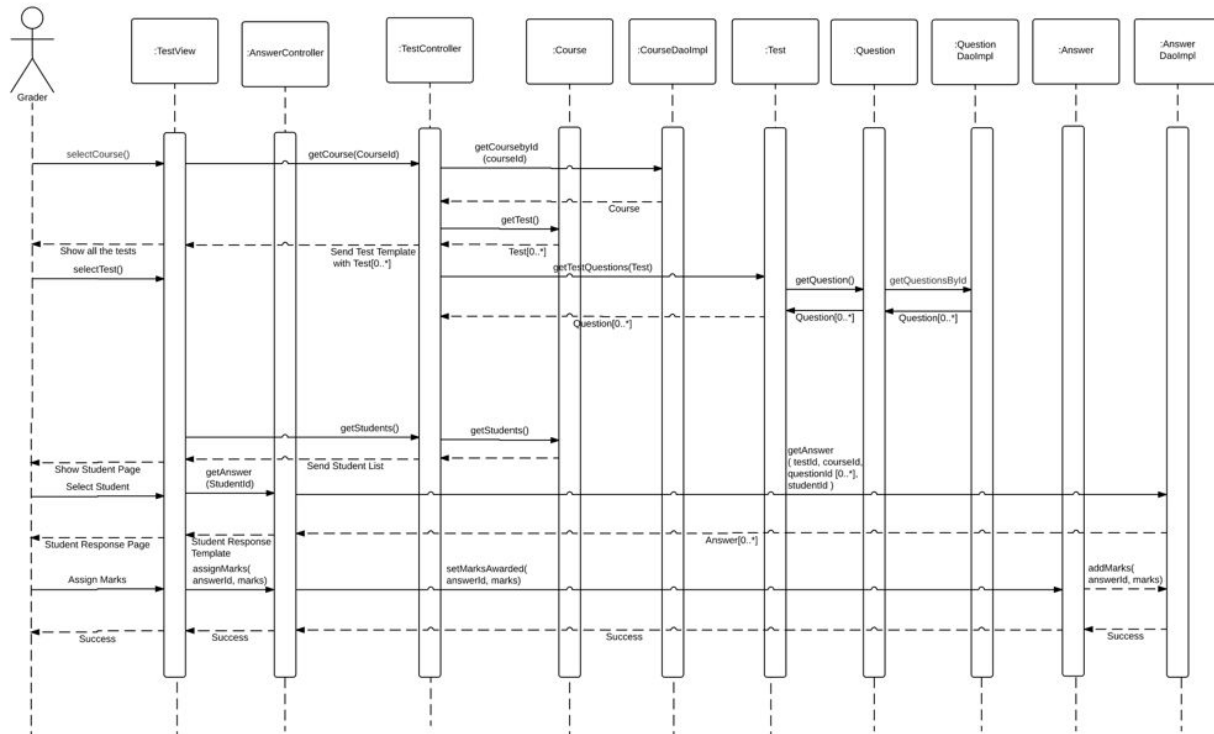 :TestView
:AnswerController
:TestController
:Course
:CourseDaoImpl
:Test
:Question
:Question
DaoImpl
:Answer
:Answer
DaoImpl
Grader
selectCourse()
getCourse(CourseId)
getCoursebyId
(courseId)
Course
getTest()
Show all the tests
Send Test Template
with Test[0..*]
Test[0..*]
selectTest()
getTestQuestions(Test)
getQuestion()
getQuestionsById
Question[0..*]
Question[0..*]
Question[0..*]
getStudents()
getStudents()
Show Student Page
Send Student List
Select Student
getAnswer
(StudentId)
getAnswer
( testId, courseId,
questionId [0..*],
studentId )
Student Response Page
Student Response
Template
Answer[0..*]
Assign Marks
assignMarks(
answerId, marks)
setMarksAwarded(
answerId, marks)
addMarks(
answerId, marks)
Success
Success
Success
Success